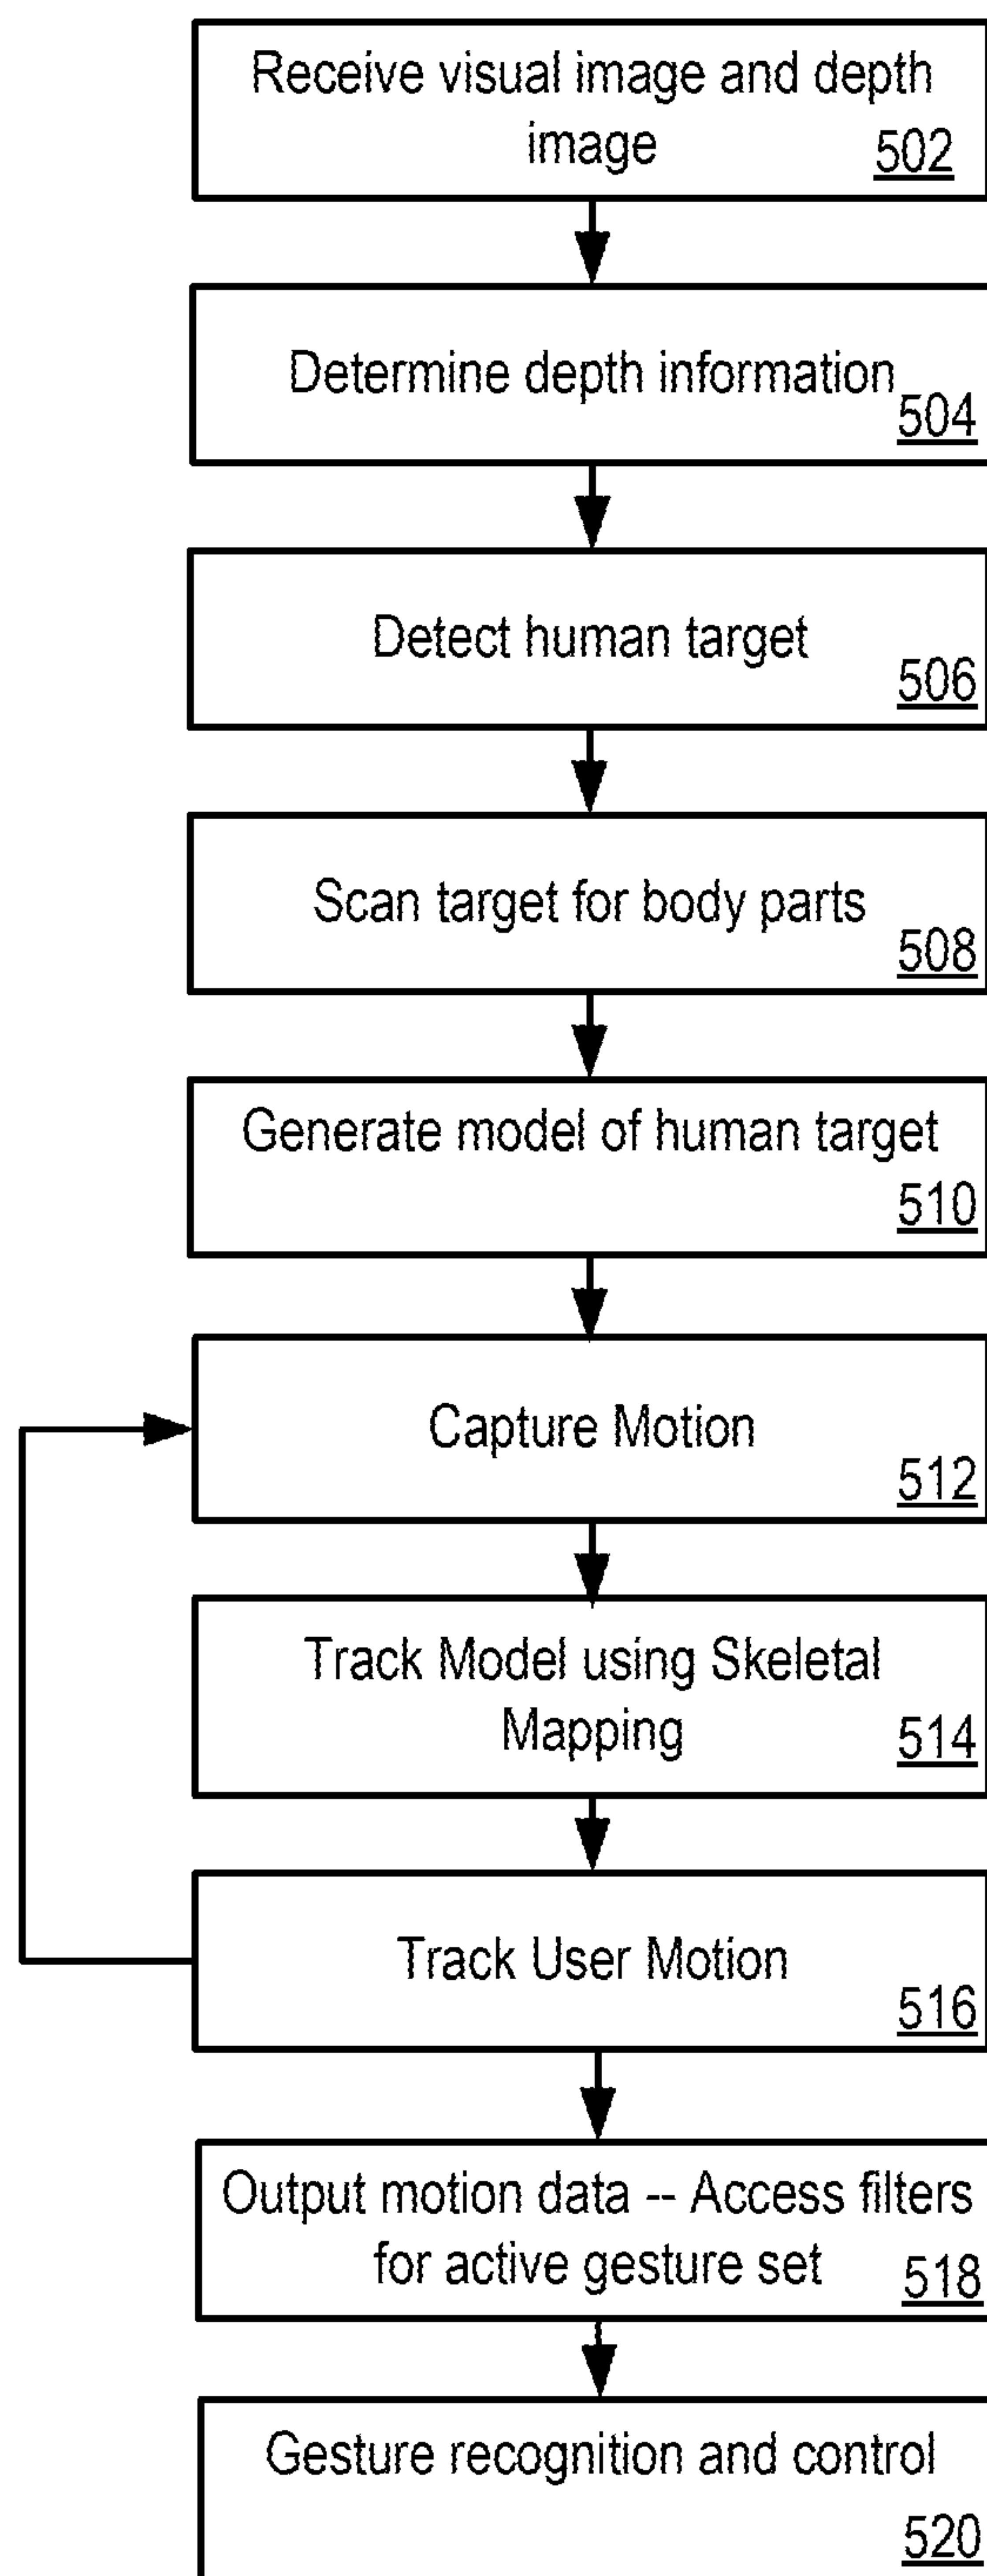 Receive visual image and depth
image
502
Determine depth information
504
Detect human target
506
Scan target for body parts
508
Generate model of human target
510
Capture Motion
512
Track Model using Skeletal
Mapping
514
Track User Motion
516
Output motion data -- Access filters
for active gesture set
518
Gesture recognition and control
520